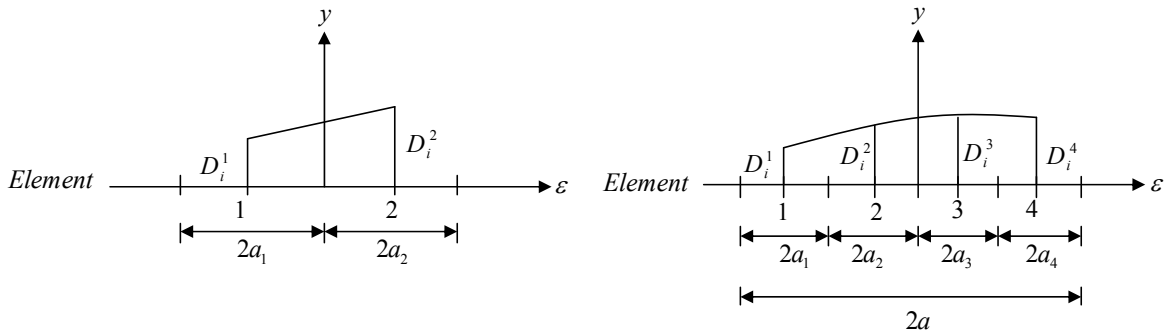 y
D_i^1
D_i^2
Element
ε
1
2
2a_1
2a_2
y
D_i^1
D_i^2
D_i^3
D_i^4
Element
ε
1
2
3
4
2a_1
2a_2
2a_3
2a_4
2a